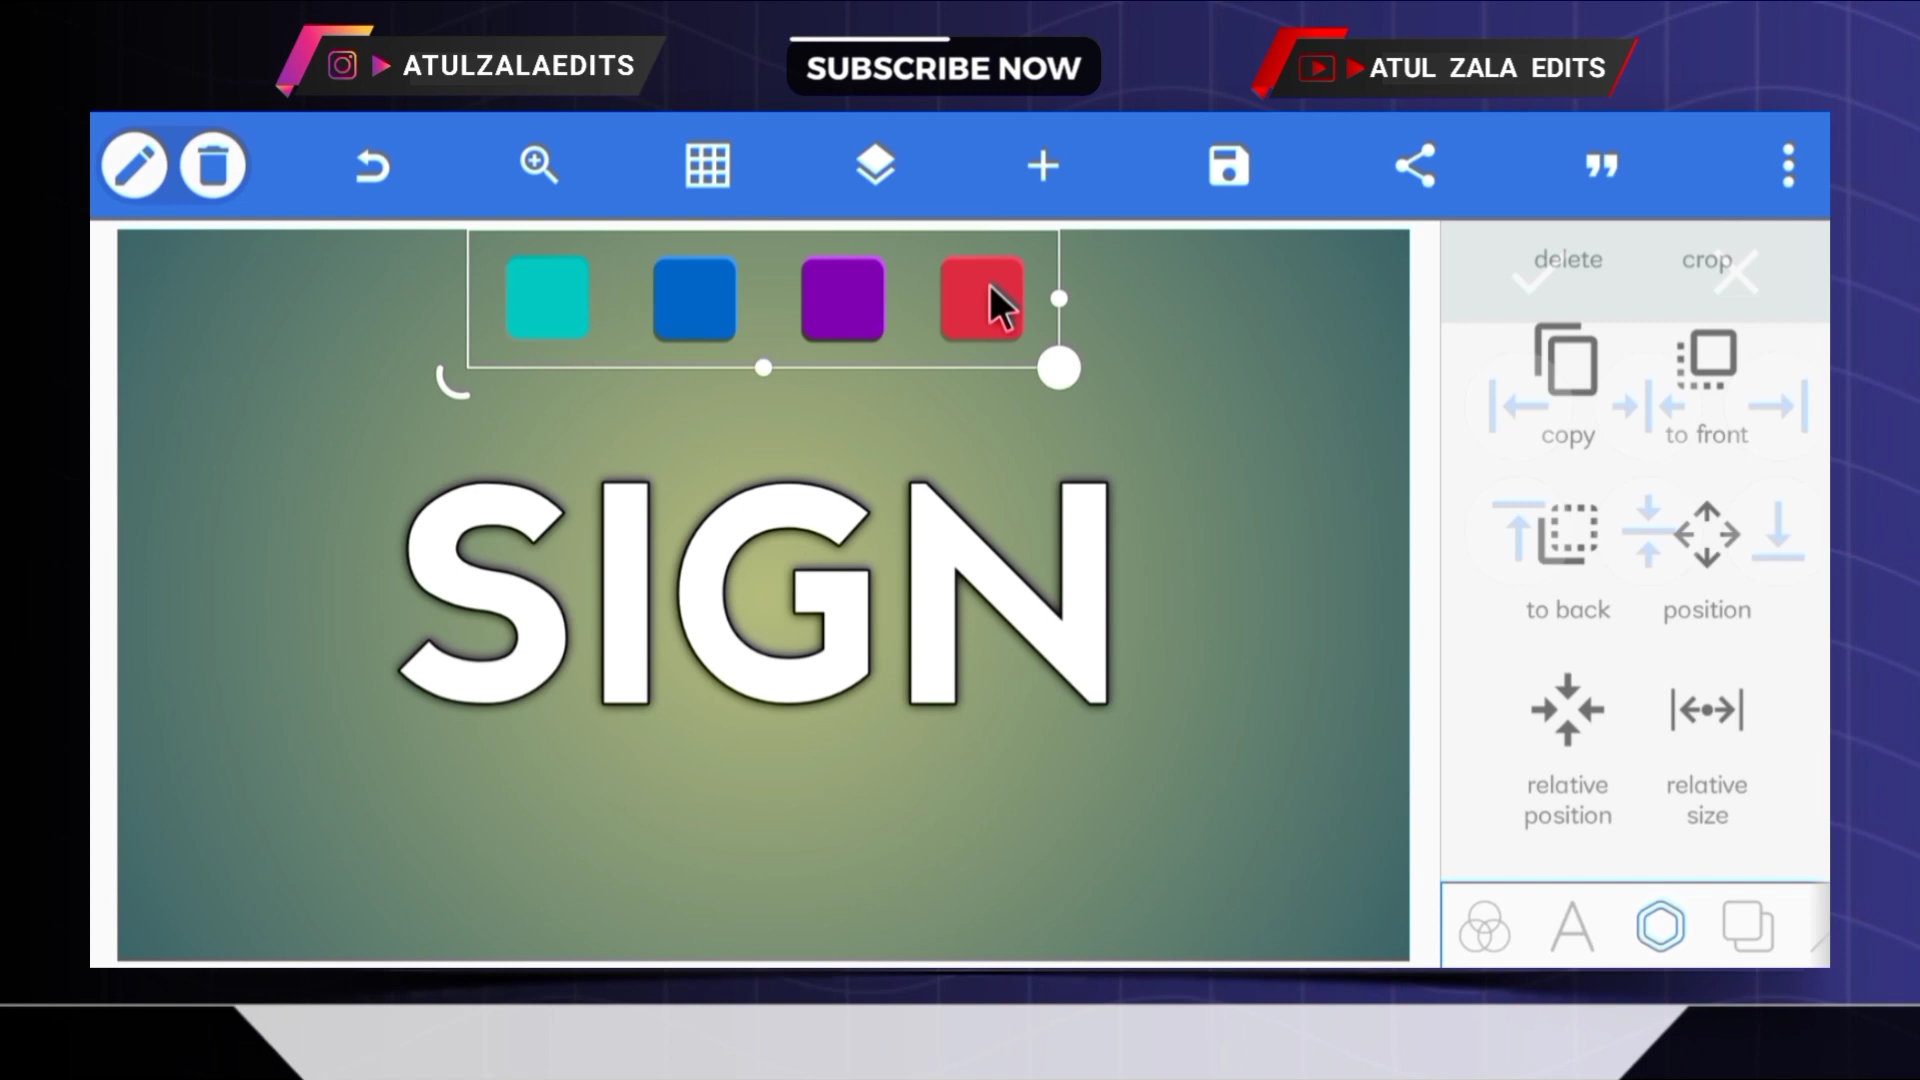 ATULZALAEDITS
SUBSCRIBE NOW
ATUL ZALA EDITS
delete
crop
copy
to front
SIGN
to back
position
relative
position
relative
size